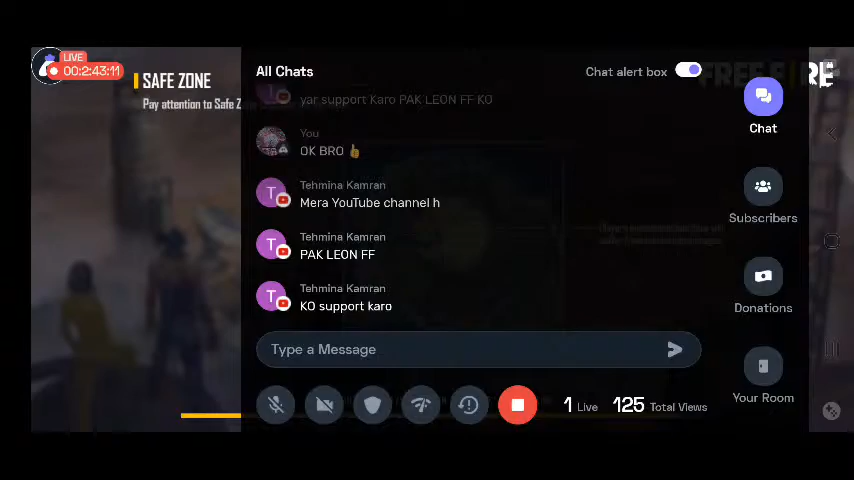 LIVE
00:2:43:11
SAFE ZONE
Pay attention to Safe Z
All Chats
Chat alert box
FREE FIRE
yar support Karo PAK LEON FF KO
You
OK BRO 👍
Tehmina Kamran
Mera YouTube channel h
Tehmina Kamran
PAK LEON FF
Tehmina Kamran
KO support karo
Type a Message
1 Live
125 Total Views
Chat
Subscribers
Donations
Your Room
T
T
T